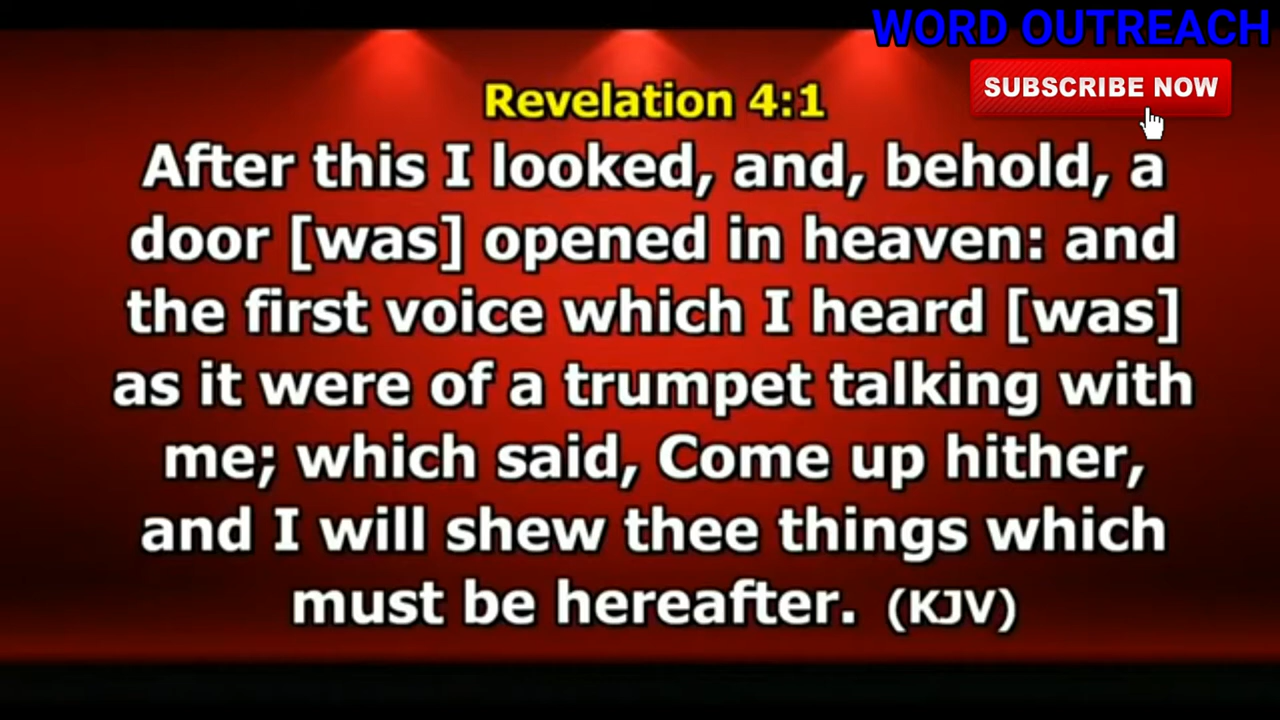 WORD OUTREACH
SUBSCRIBE NOW
Revelation 4:1
After this I looked, and, behold, a
door [was] opened in heaven: and
the first voice which I heard [was]
as it were of a trumpet talking with
me; which said, Come up hither,
and I will shew thee things which
must be hereafter. (KJV)